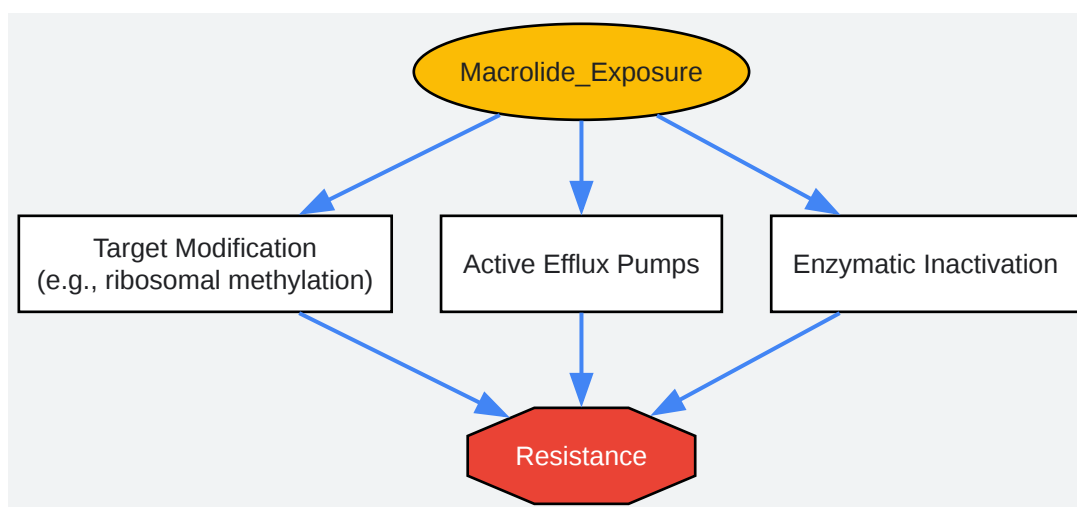 Macrolide_Exposure
Target Modification
(e.g., ribosomal methylation)
Active Efflux Pumps
Enzymatic Inactivation
Resistance